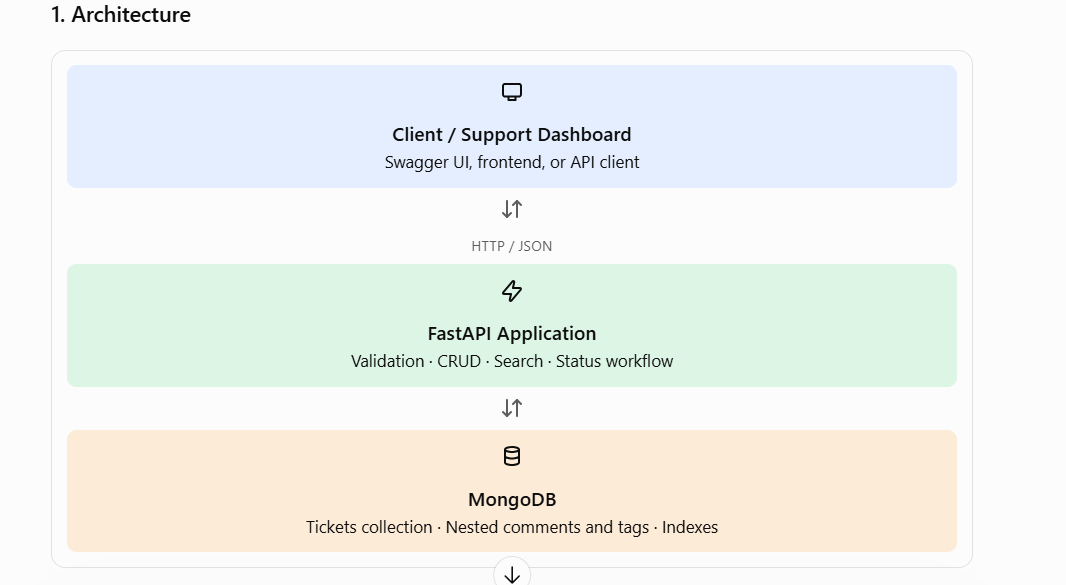 1. Architecture
Client / Support Dashboard
Swagger UI, frontend, or API client
HTTP / JSON
FastAPI Application
Validation · CRUD · Search · Status workflow
MongoDB
Tickets collection · Nested comments and tags · Indexes